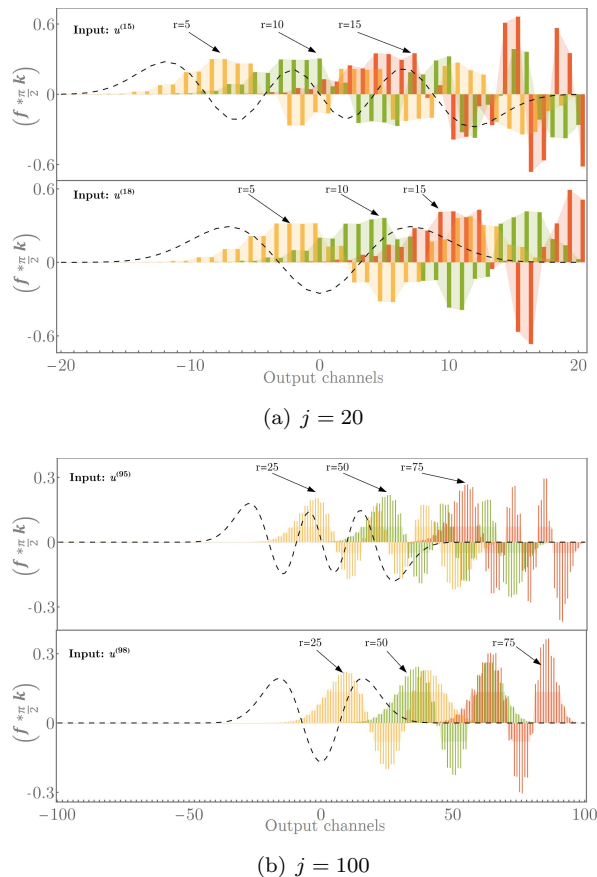 0.6
Input: u(15)
r=5
r=10
r=15
0
(f *π/2 k)
-0.6
0.6
Input: u(18)
r=5
r=10
r=15
0
(f *π/2 k)
-0.6
-20 -10 0 10 20
Output channels
(a) j = 20
0.3
Input: u(95)
r=25
r=50
r=75
0
(f *π/2 k)
-0.3
0.3
Input: u(98)
r=25
r=50
r=75
0
(f *π/2 k)
-0.3
-100 -50 0 50 100
Output channels
(b) j = 100